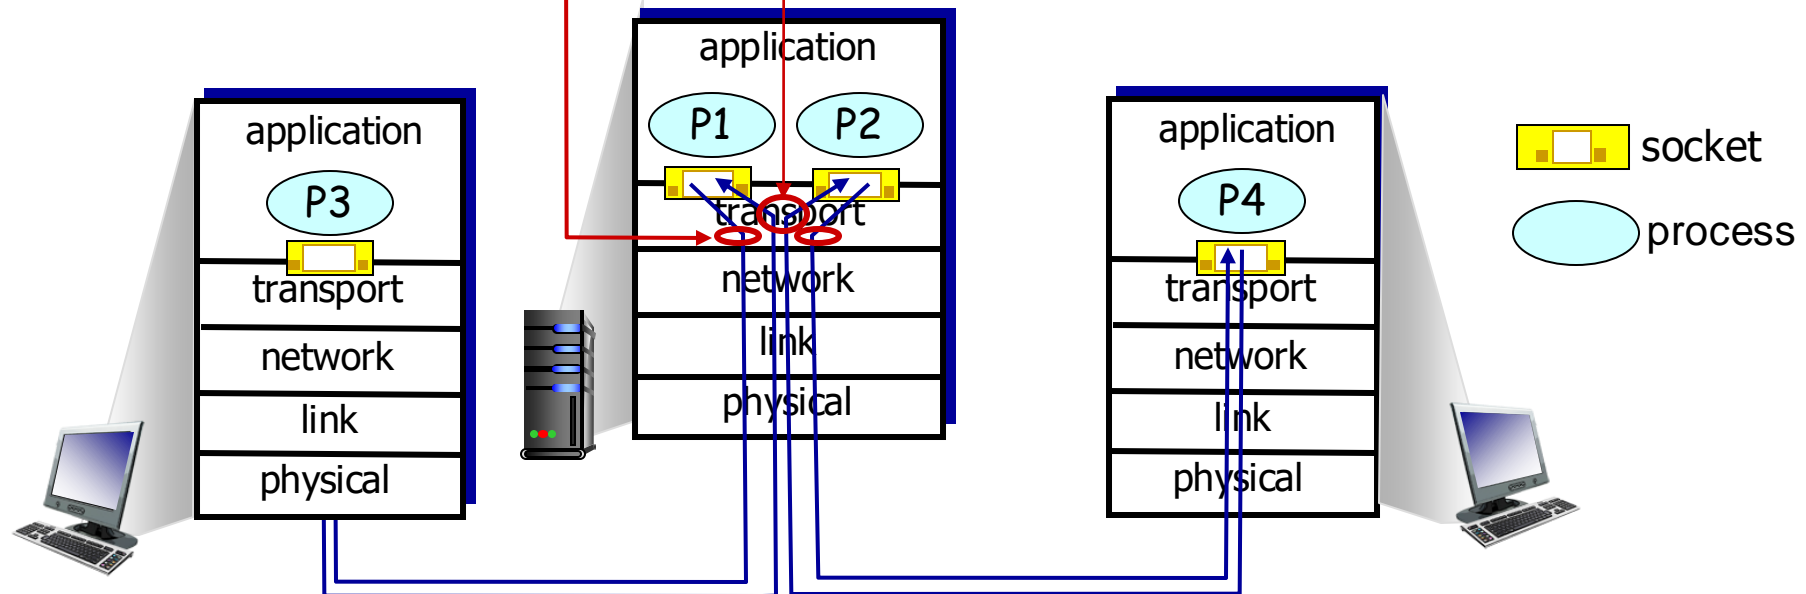 application
P3
transport
network
link
physical
application
P1 P2
transport
network
link
physical
application
P4
transport
network
link
physical
socket
process